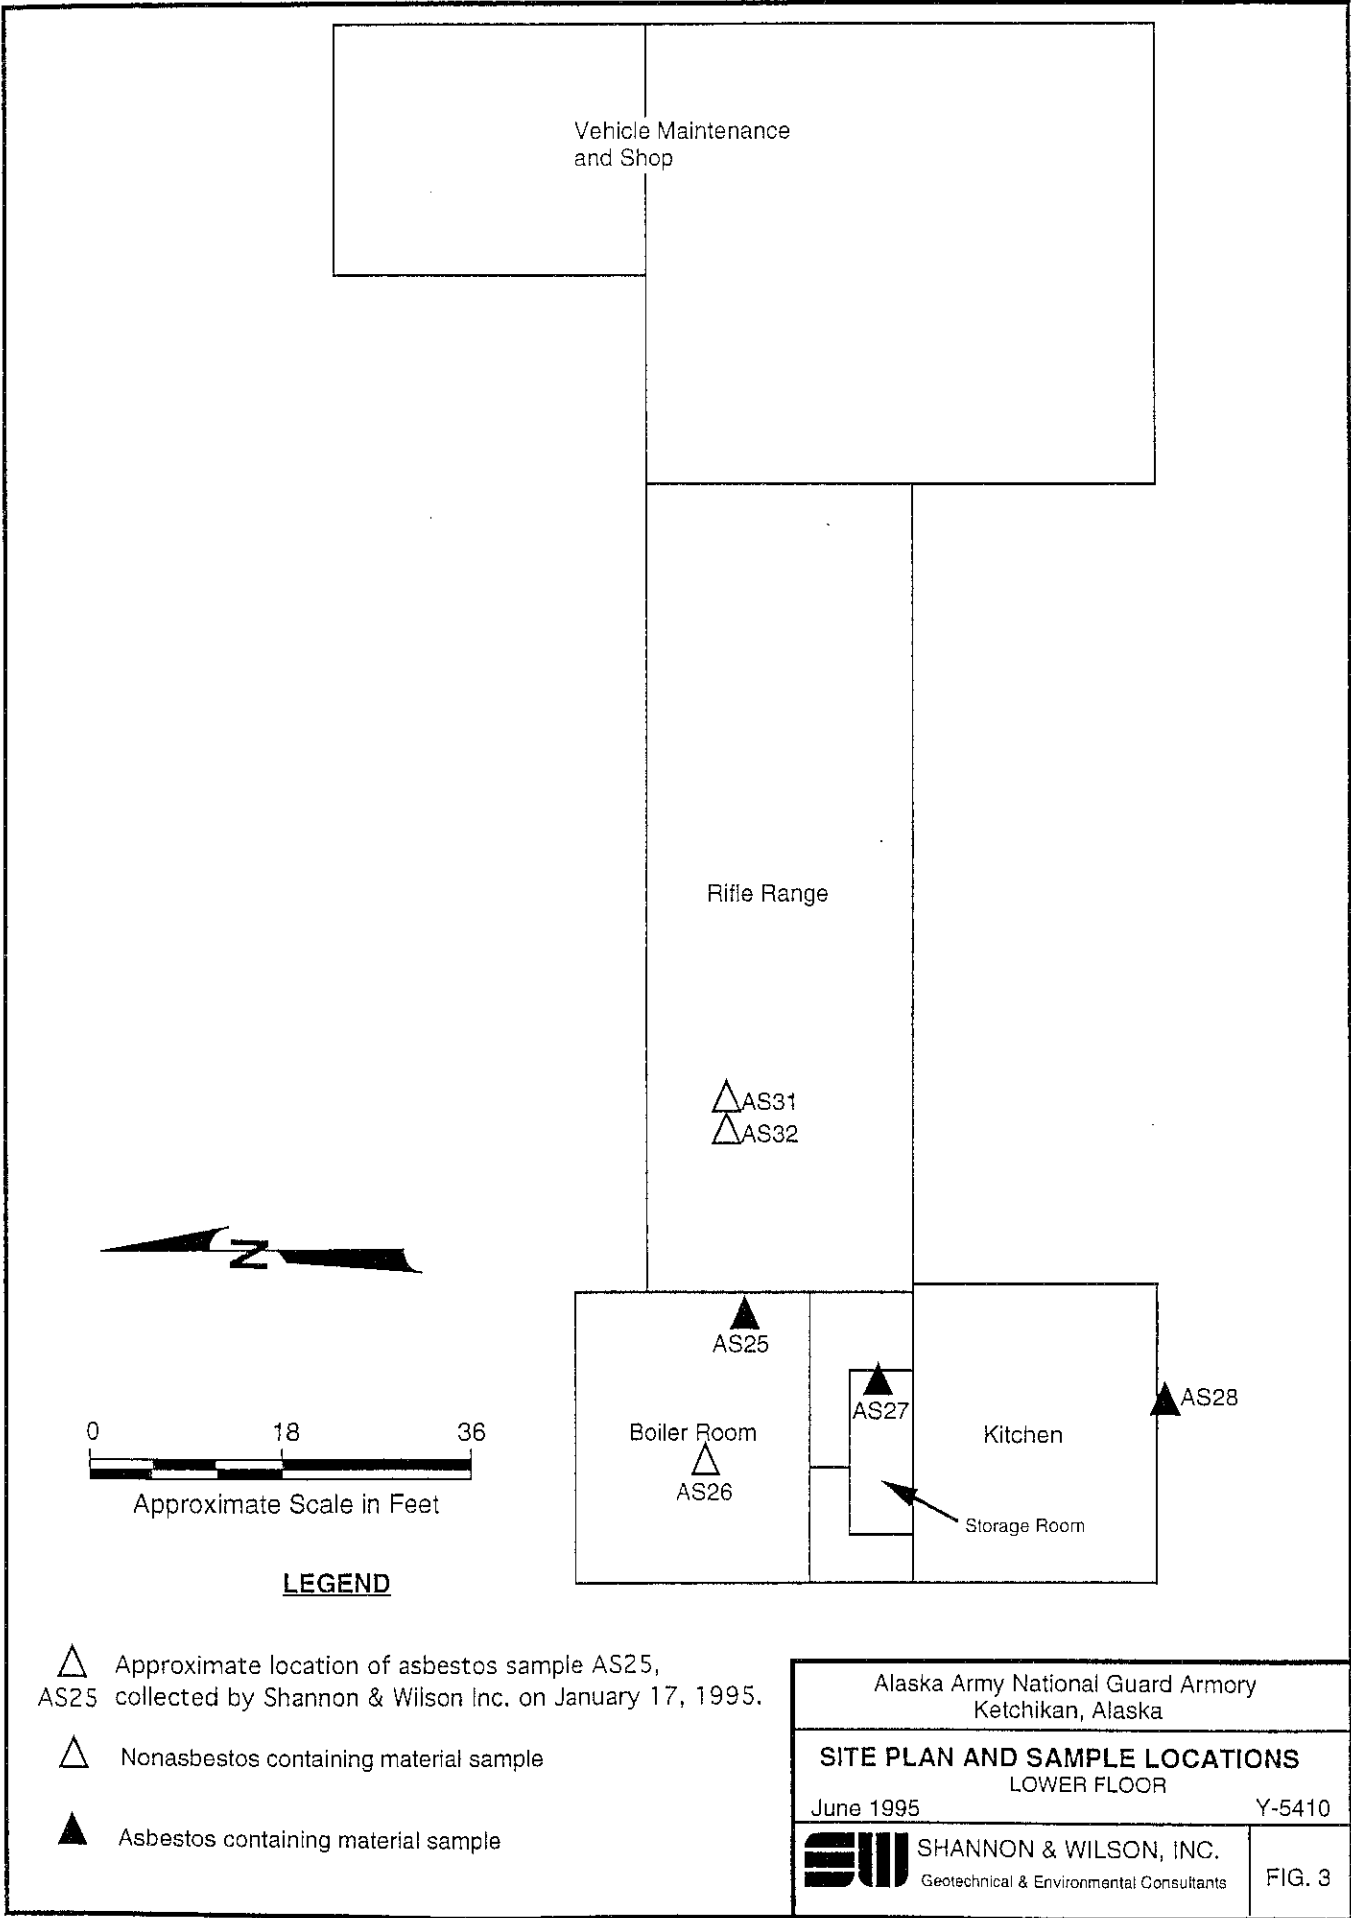 Vehicle Maintenance
and Shop
Rifle Range
AS31
AS32
N
AS25
AS27
AS28
Boiler Room
Kitchen
AS26
Storage Room
0 18 36
Approximate Scale in Feet
LEGEND
Approximate location of asbestos sample AS25,
AS25 collected by Shannon & Wilson Inc. on January 17, 1995.
Nonasbestos containing material sample
Asbestos containing material sample
Alaska Army National Guard Armory
Ketchikan, Alaska
SITE PLAN AND SAMPLE LOCATIONS
LOWER FLOOR
June 1995 Y-5410
SHANNON & WILSON, INC.
Geotechnical & Environmental Consultants
FIG. 3